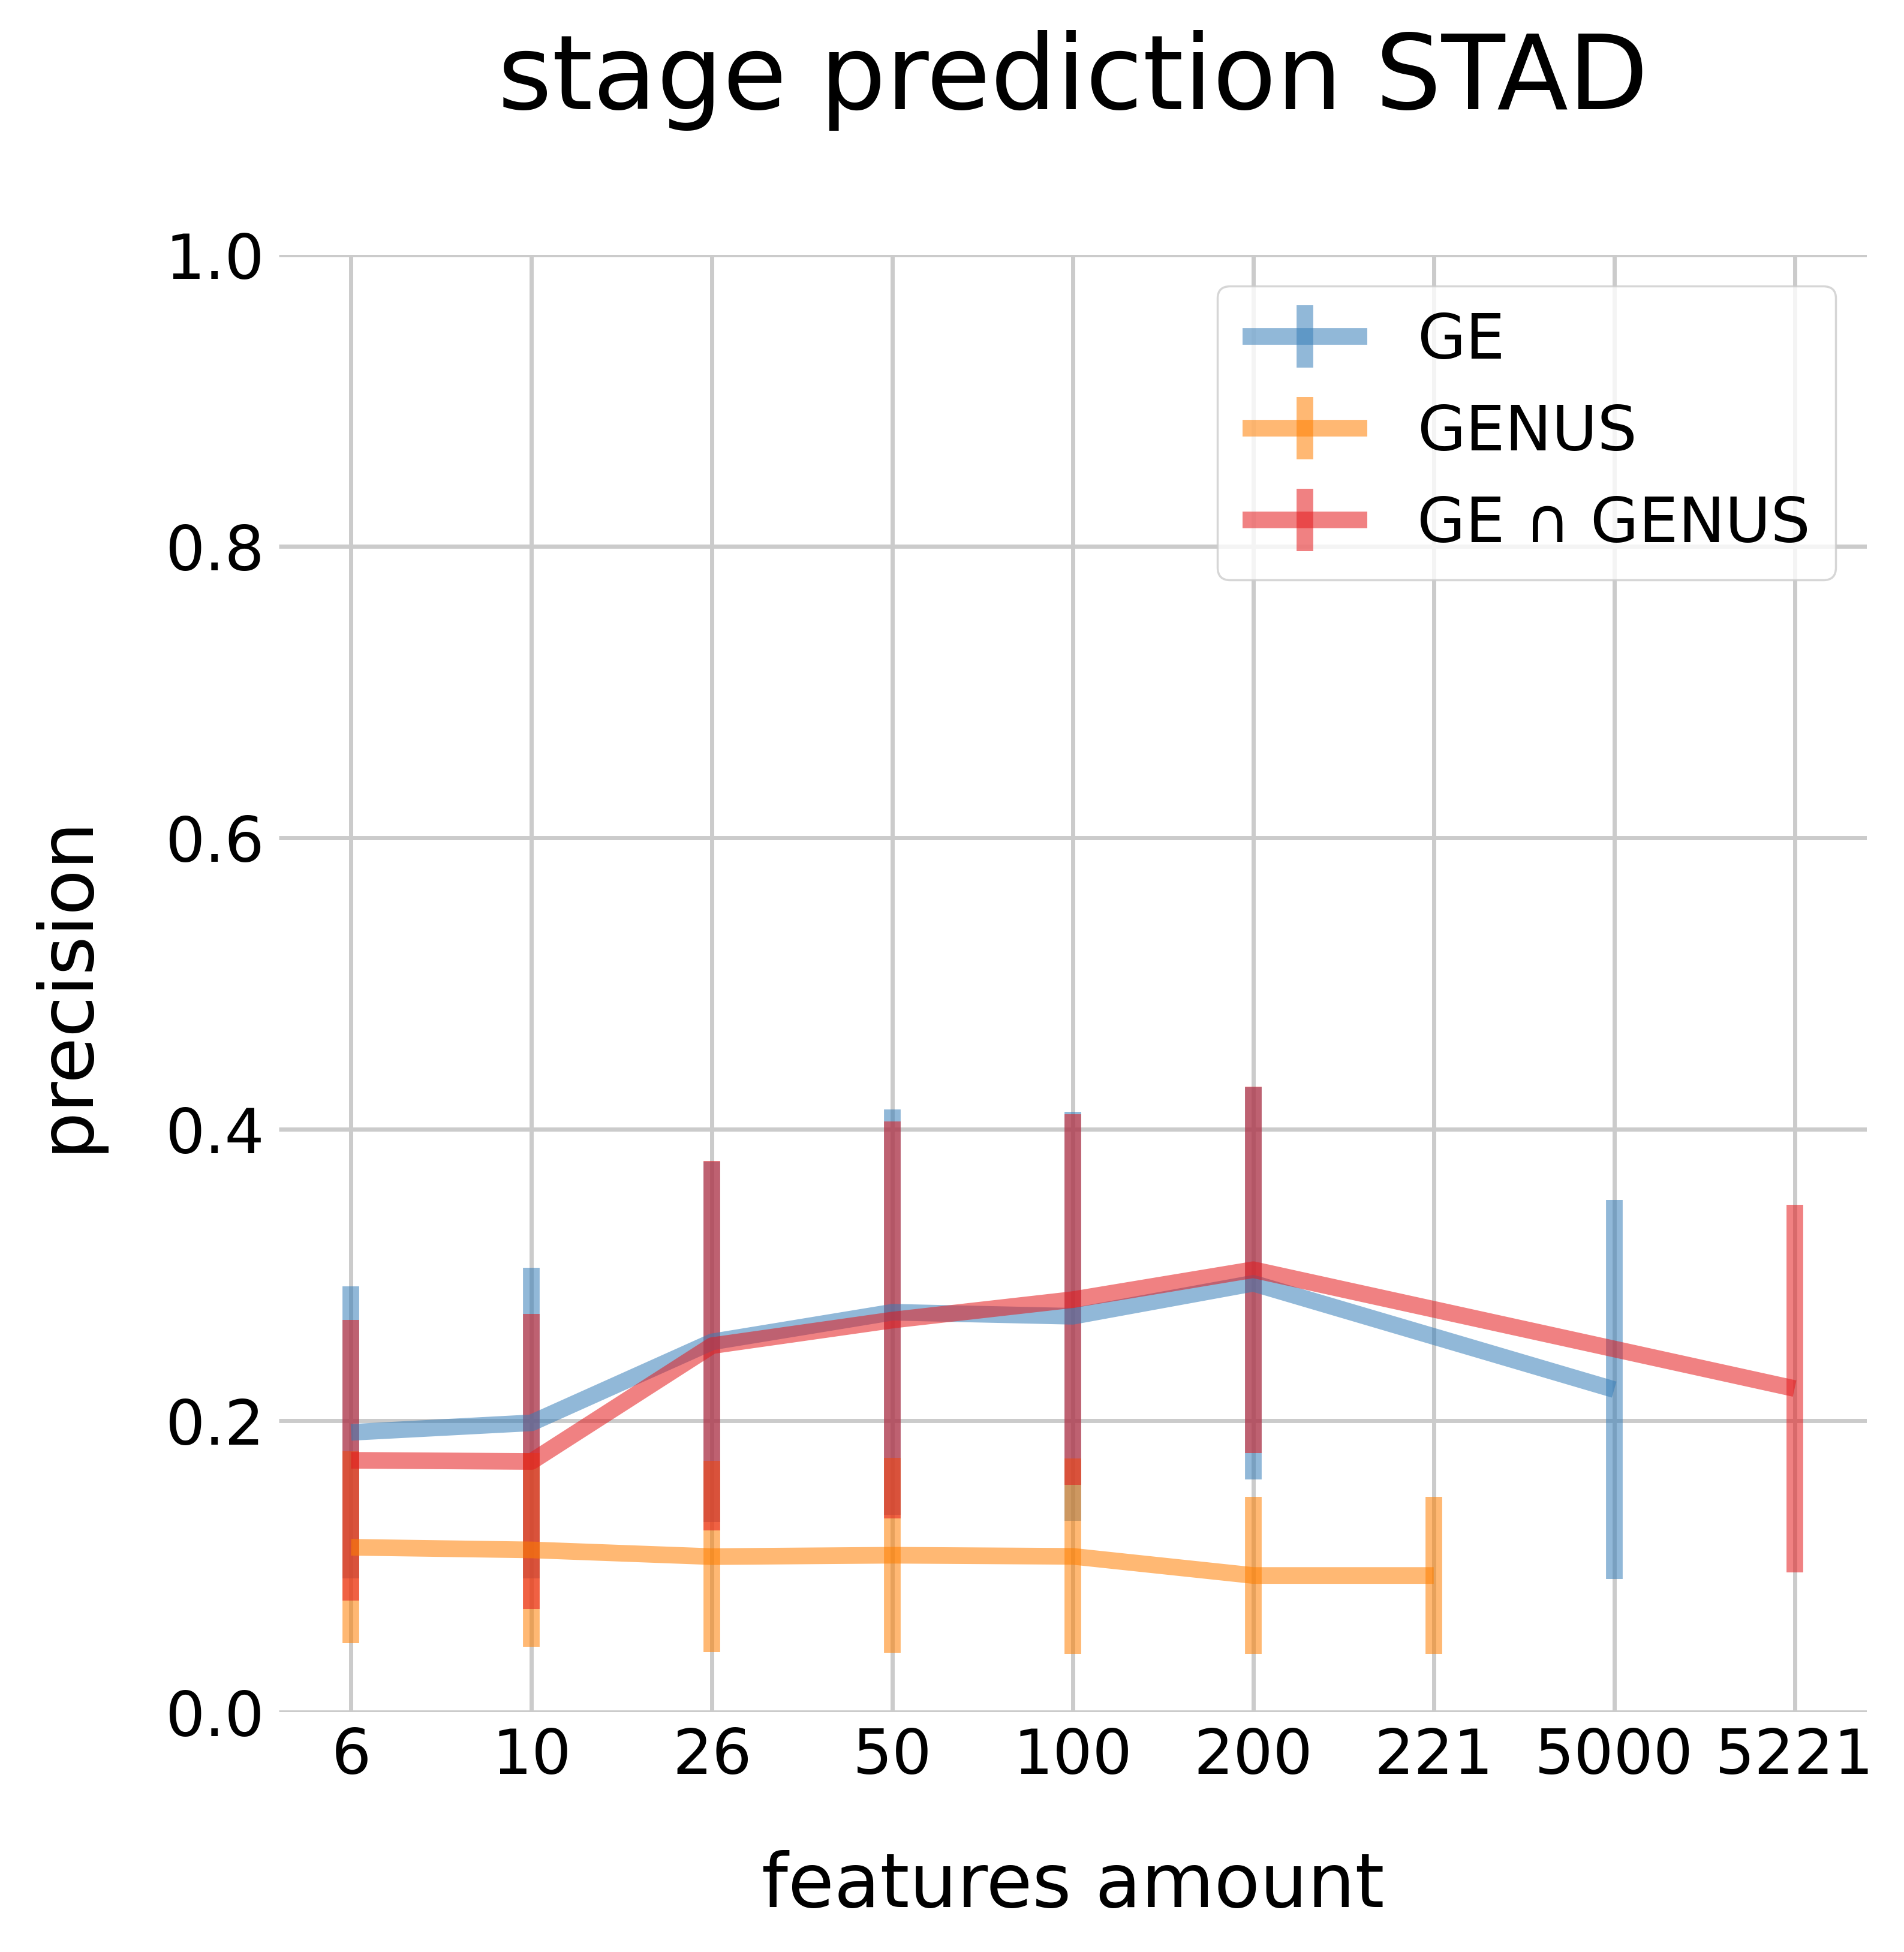 stage prediction STAD
1.0
0.8
0.6
0.4
0.2
0.0
precision
GE
GENUS
GE ∩ GENUS
6 10 26 50 100 200 221 5000 5221
features amount